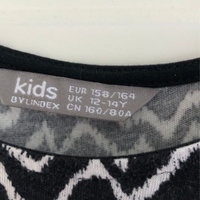 kids
BY LINDEX
EUR 158/164
UK 12-14Y
CN 160/80A